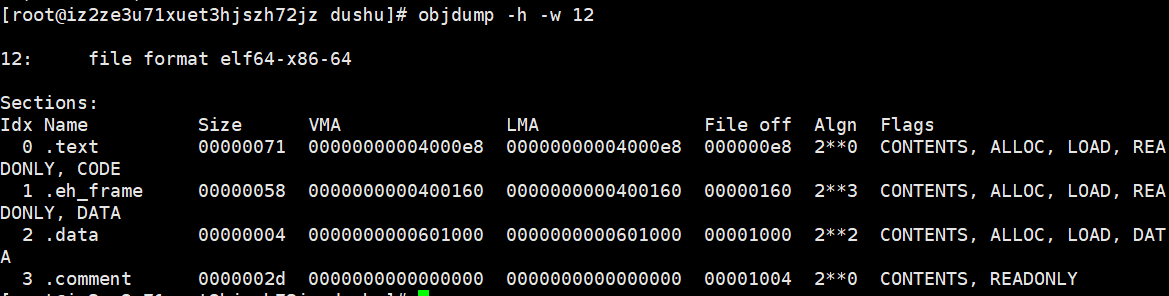 [root@iz2ze3u71xuet3hjszh72jz dushu]# objdump -h -w 12
12:     file format elf64-x86-64
Sections:
Idx Name          Size      VMA               LMA               File off  Algn  Flags
  0 .text         00000071  00000000004000e8  00000000004000e8  000000e8  2**0  CONTENTS, ALLOC, LOAD, REA
DONLY, CODE
  1 .eh_frame     00000058  0000000000400160  0000000000400160  00000160  2**3  CONTENTS, ALLOC, LOAD, REA
DONLY, DATA
  2 .data         00000004  0000000000601000  0000000000601000  00001000  2**2  CONTENTS, ALLOC, LOAD, DAT
A
  3 .comment      0000002d  0000000000000000  0000000000000000  00001004  2**0  CONTENTS, READONLY